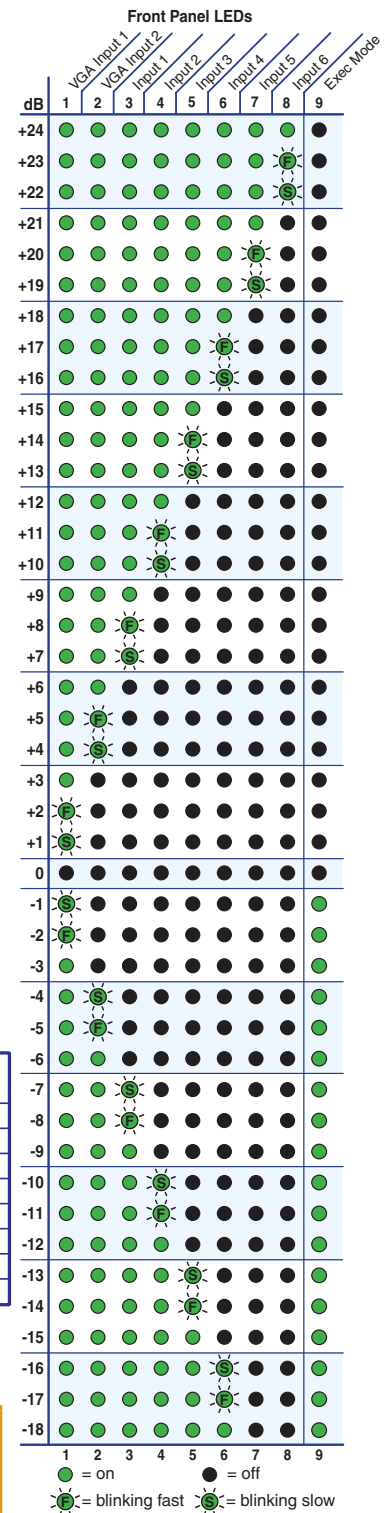 Front Panel LEDs
VGA Input 1
VGA Input 2
Input 1
Input 2
Input 3
Input 4
Input 5
Input 6
Exec Mode
dB 1 2 3 4 5 6 7 8 9
+24
+23 F
+22 S
+21
+20 F
+19 S
+18
+17 F
+16 S
+15
+14 F
+13 S
+12
+11 F
+10 S
+9
+8 F
+7 S
+6
+5 F
+4 S
+3
+2 F
+1 S
0
-1 S
-2 F
-3
-4 S
-5 F
-6
-7 S
-8 F
-9
-10 S
-11 F
-12
-13 S
-14 F
-15
-16 S
-17 F
-18
1 2 3 4 5 6 7 8 9
= on = off
F = blinking fast S = blinking slow